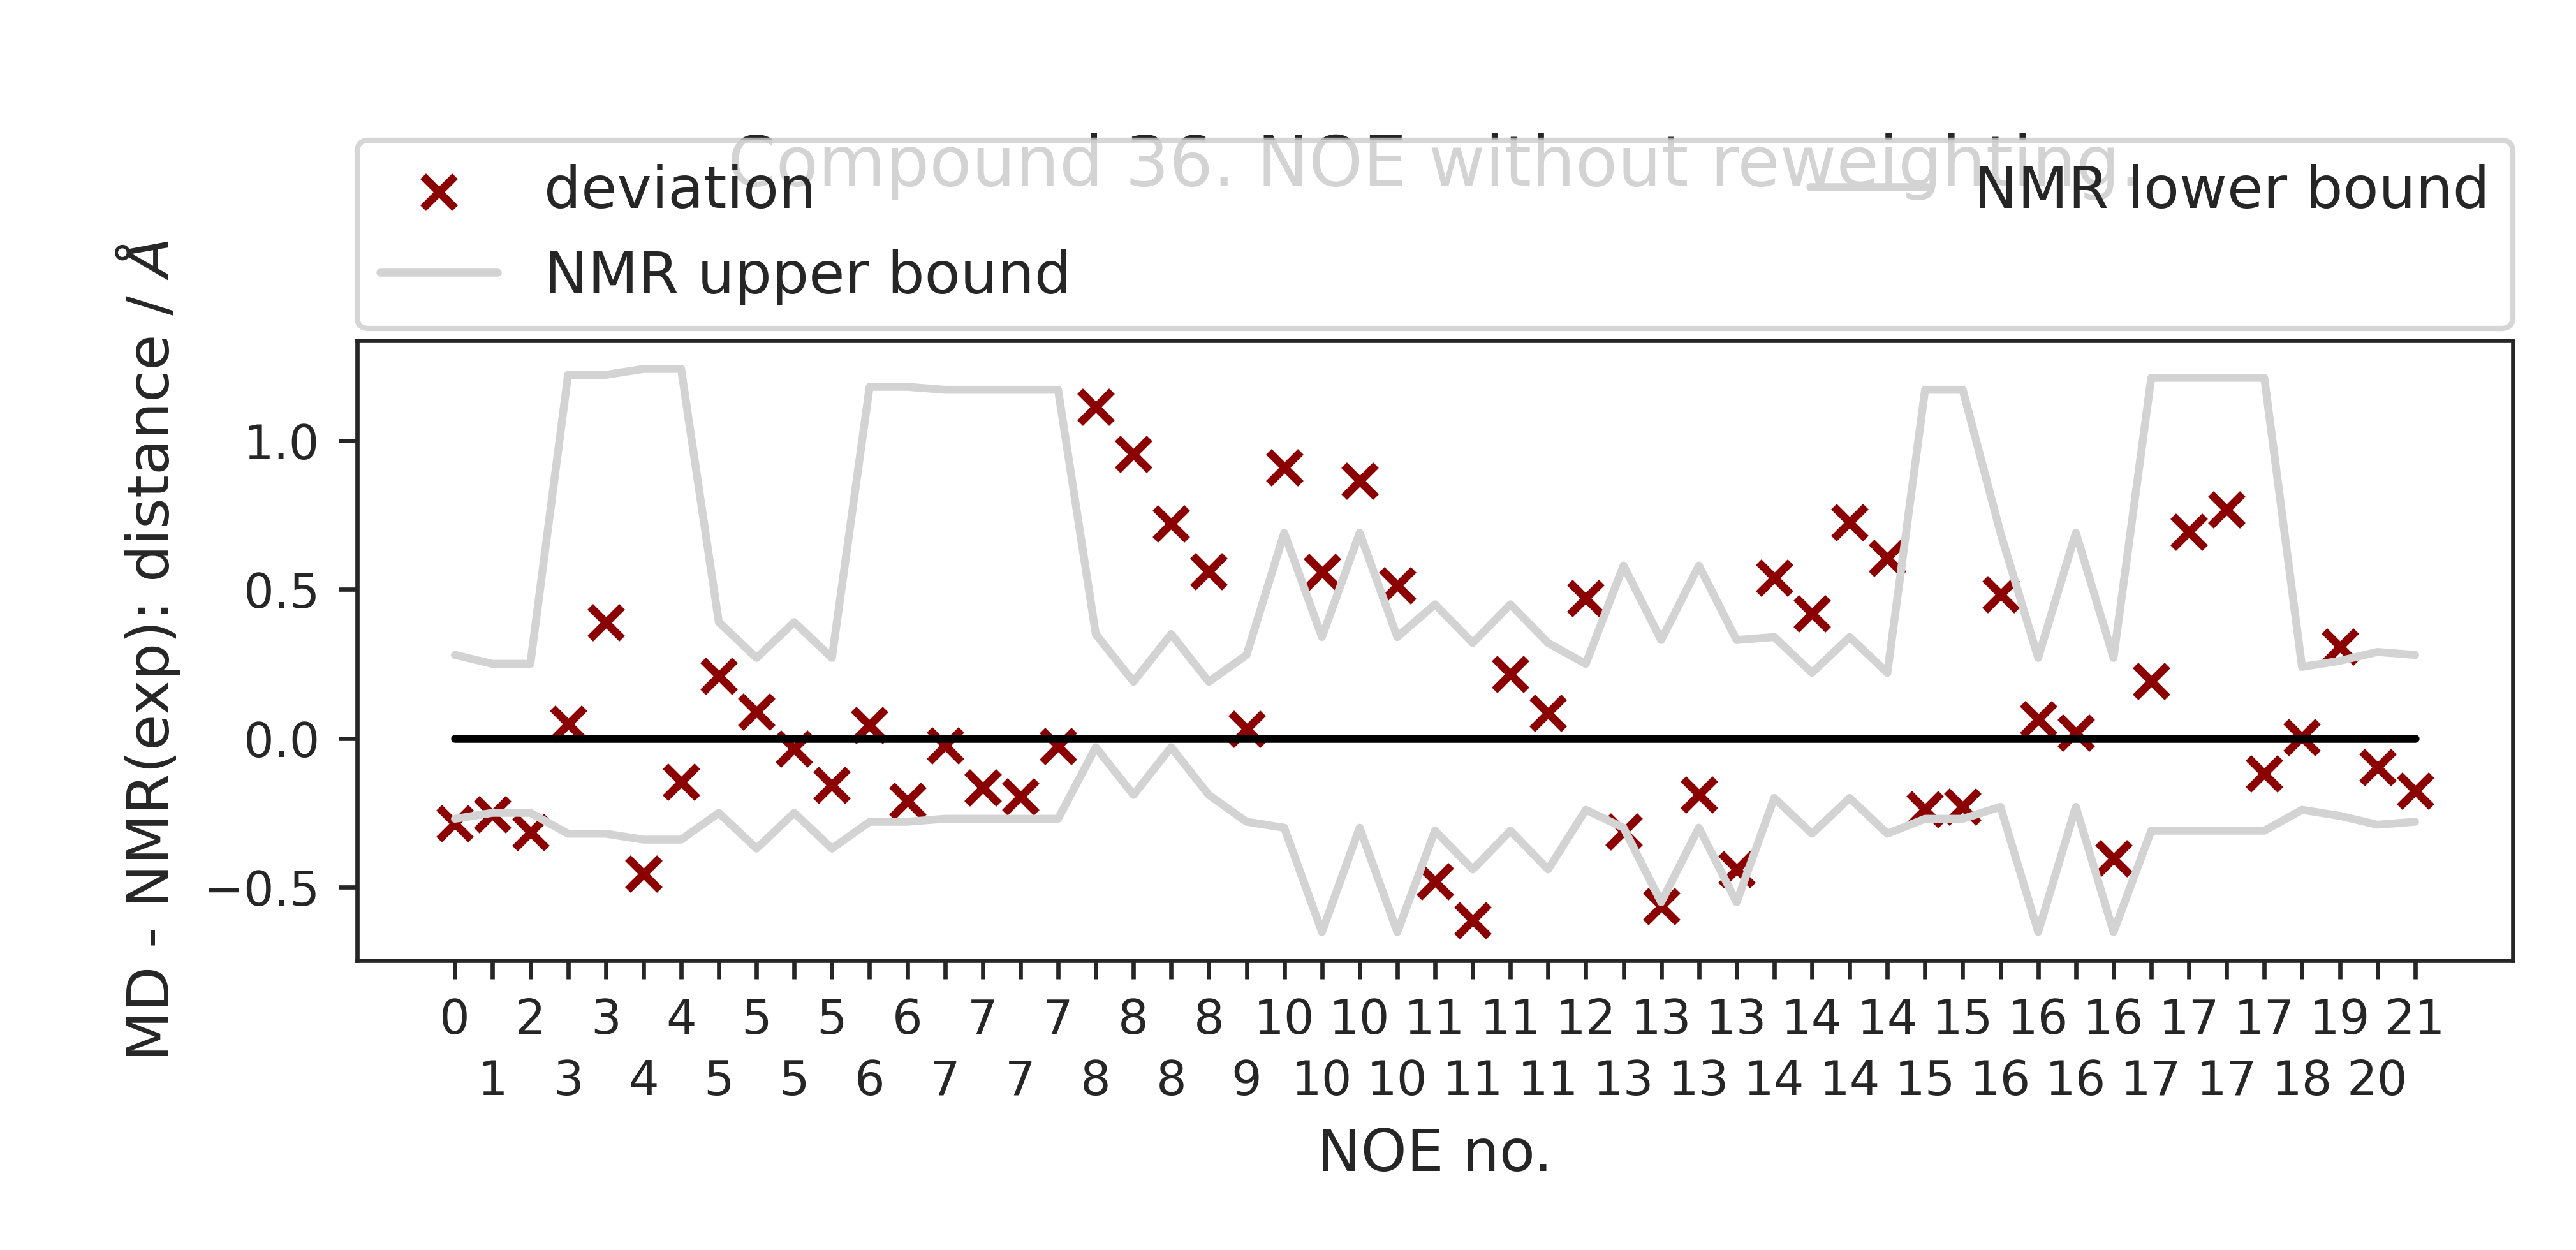 Compound 36. NOE without reweighting.
deviation
NMR upper bound
NMR lower bound
MD - NMR(exp): distance / Å
1.0
0.5
0.0
−0.5
0 2 3 4 5 5 6 7 7 8 8 10 10 11 11 12 13 13 14 14 15 16 16 17 17 19 21
1 3 4 5 5 6 7 7 8 8 9 10 10 11 11 13 13 14 14 15 16 16 17 17 18 20
NOE no.